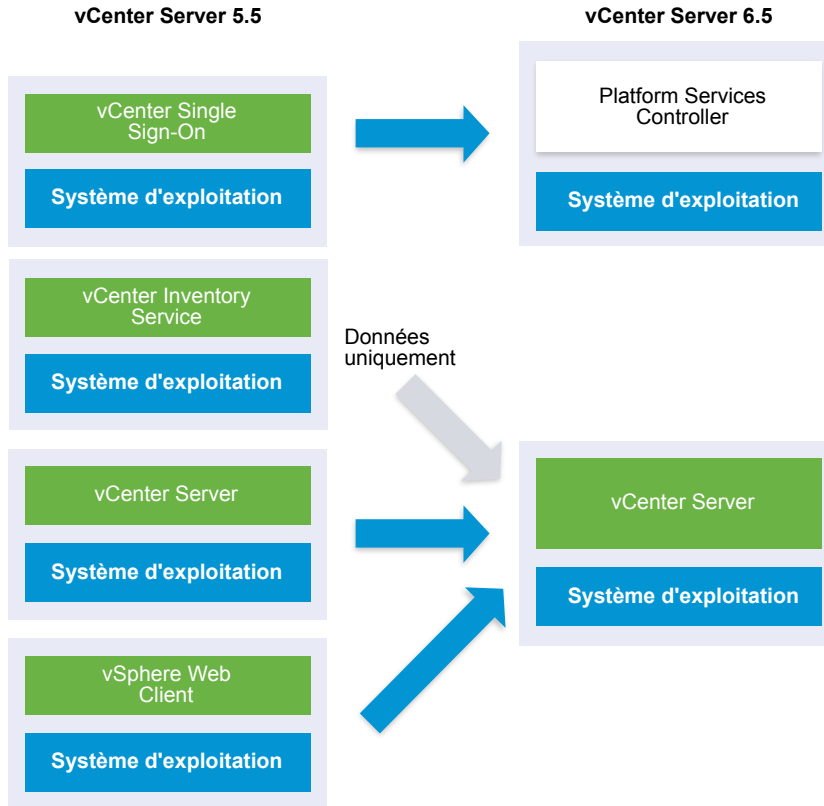 vCenter Server 5.5
vCenter Server 6.5
vCenter Single
Sign-On
Système d'exploitation
Platform Services
Controller
Système d'exploitation
vCenter Inventory
Service
Système d'exploitation
Données
uniquement
vCenter Server
Système d'exploitation
vCenter Server
Système d'exploitation
vSphere Web
Client
Système d'exploitation